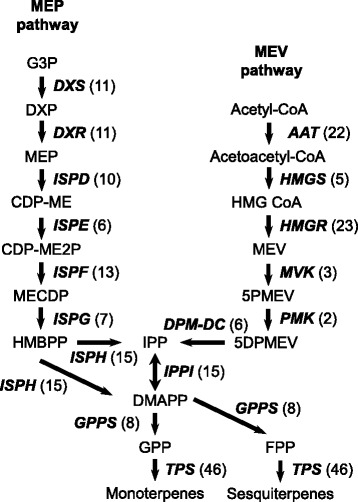 MEP
pathway
MEV
pathway
G3P
DXS (11)
DXP
Acetyl-CoA
DXR (11)
AAT (22)
MEP
Acetoacetyl-CoA
ISPD (10)
HMGS (5)
CDP-ME
HMG CoA
ISPE (6)
HMGR (23)
CDP-ME2P
MEV
ISPF (13)
MVK (3)
MECDP
5PMEV
ISPG (7)
DPM-DC (6)
PMK (2)
HMBPP
IPP
5DPMEV
ISPH (15)
IPPI (15)
ISPH (15)
DMAPP
GPPS (8)
GPPS (8)
GPP
FPP
TPS (46)
TPS (46)
Monoterpenes
Sesquiterpenes